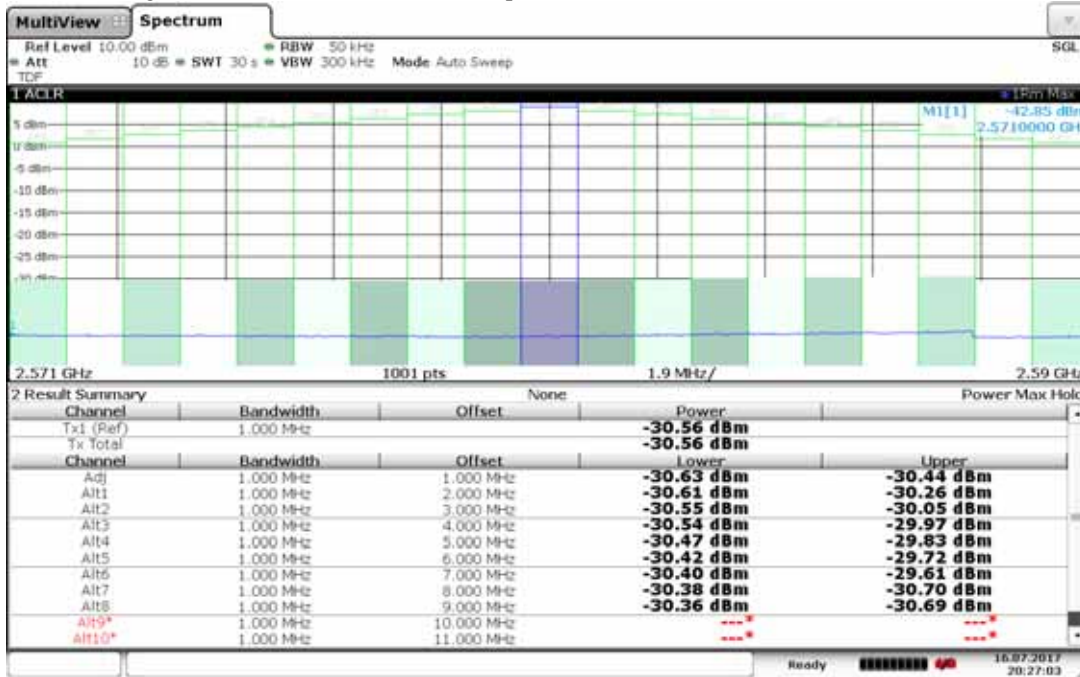 MultiView Spectrum
Ref Level 10.00 dBm RBW 50 kHz SGL
Att 10 dB SWT 30 s VBW 300 kHz Mode Auto Sweep
TDF
1 ACLR 1Rm Max
M1[1] -42.85 dBm
2.5710000 GH
5 dBm
0 dBm
-5 dBm
-10 dBm
-15 dBm
-20 dBm
-25 dBm
-30 dBm
2.571 GHz 1001 pts 1.9 MHz/ 2.59 GHz
2 Result Summary None Power Max Hold
Channel Bandwidth Offset Power
Tx1 (Ref) 1.000 MHz -30.56 dBm
Tx Total -30.56 dBm
Channel Bandwidth Offset Lower Upper
Adj 1.000 MHz 1.000 MHz -30.63 dBm -30.44 dBm
Alt1 1.000 MHz 2.000 MHz -30.61 dBm -30.26 dBm
Alt2 1.000 MHz 3.000 MHz -30.55 dBm -30.05 dBm
Alt3 1.000 MHz 4.000 MHz -30.54 dBm -29.97 dBm
Alt4 1.000 MHz 5.000 MHz -30.47 dBm -29.83 dBm
Alt5 1.000 MHz 6.000 MHz -30.42 dBm -29.72 dBm
Alt6 1.000 MHz 7.000 MHz -30.40 dBm -29.61 dBm
Alt7 1.000 MHz 8.000 MHz -30.38 dBm -30.70 dBm
Alt8 1.000 MHz 9.000 MHz -30.36 dBm -30.69 dBm
Alt9* 1.000 MHz 10.000 MHz ---* ---*
Alt10* 1.000 MHz 11.000 MHz ---* ---*
Ready 16.07.2017
20:27:03